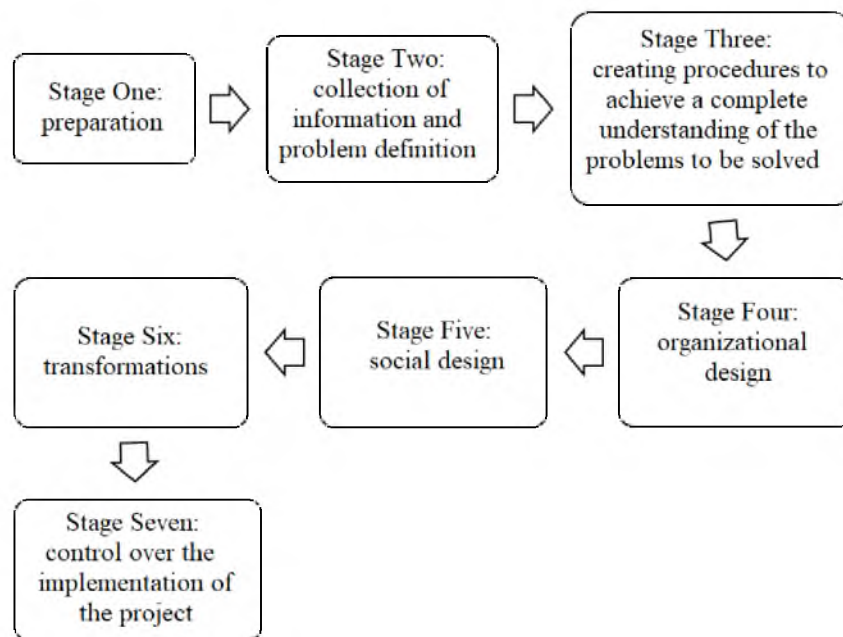 Stage One:
preparation
Stage Two:
collection of
information and
problem definition
Stage Three:
creating procedures to
achieve a complete
understanding of the
problems to be solved
Stage Four:
organizational
design
Stage Five:
social design
Stage Six:
transformations
Stage Seven:
control over the
implementation of
the project